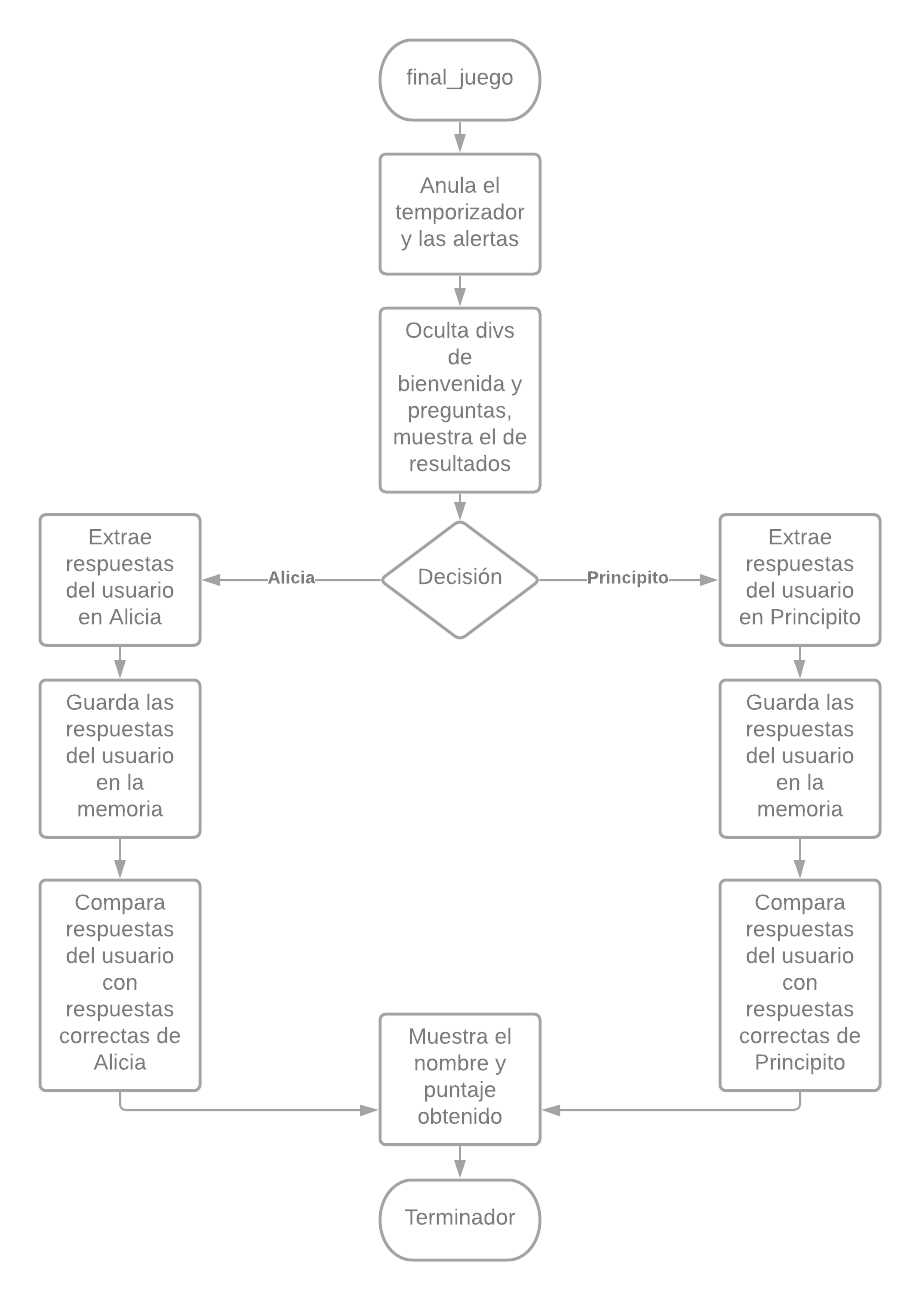 final_juego
Anula el
temporizador
y las alertas
Oculta divs
de
bienvenida y
preguntas,
muestra el de
resultados
Decisión
Alicia
Principito
Extrae
respuestas
del usuario
en Alicia
Guarda las
respuestas
del usuario
en la
memoria
Compara
respuestas
del usuario
con
respuestas
correctas de
Alicia
Extrae
respuestas
del usuario
en Principito
Guarda las
respuestas
del usuario
en la
memoria
Compara
respuestas
del usuario
con
respuestas
correctas de
Principito
Muestra el
nombre y
puntaje
obtenido
Terminador